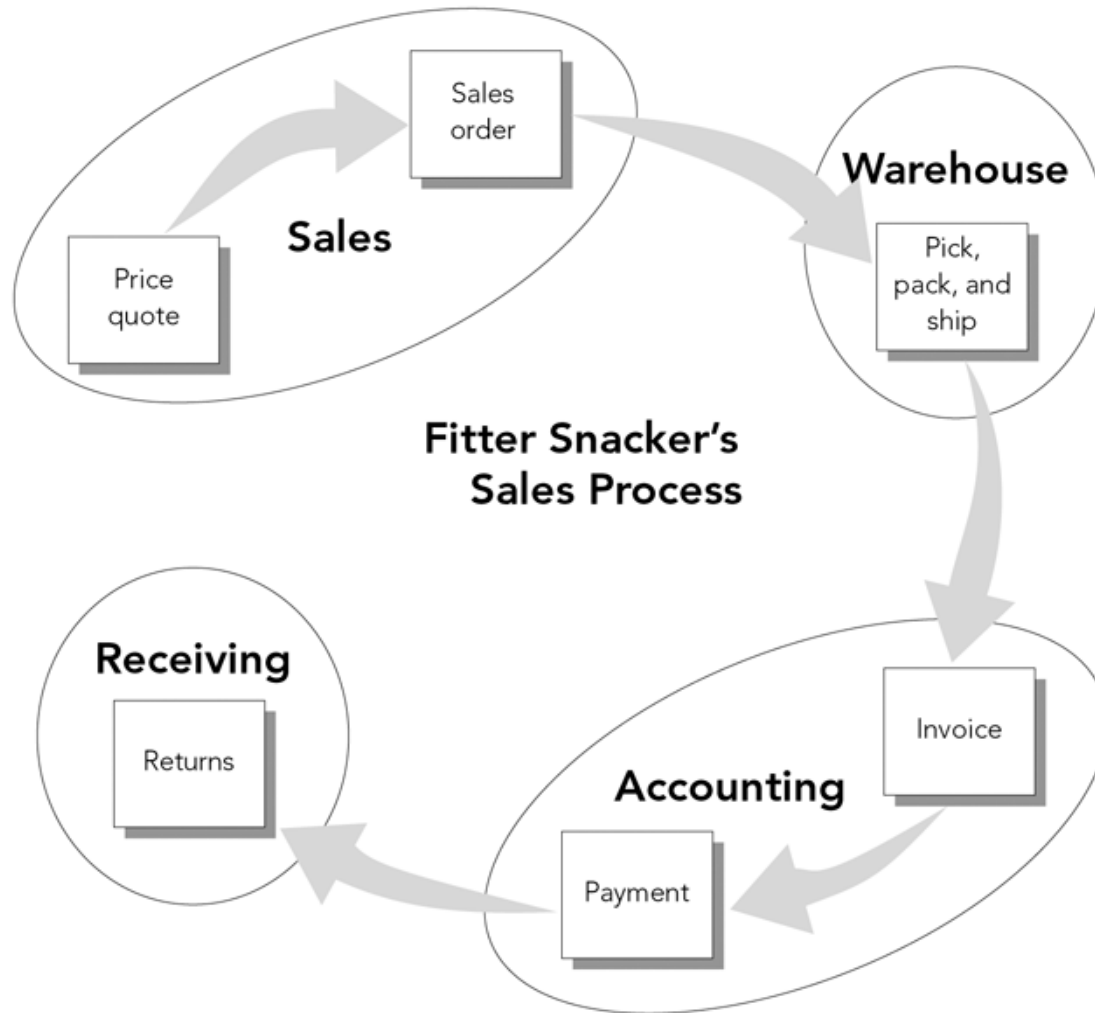 Sales
order
Warehouse
Sales
Price
quote
Pick,
pack, and
ship
Fitter Snacker’s
Sales Process
Receiving
Returns
Invoice
Accounting
Payment